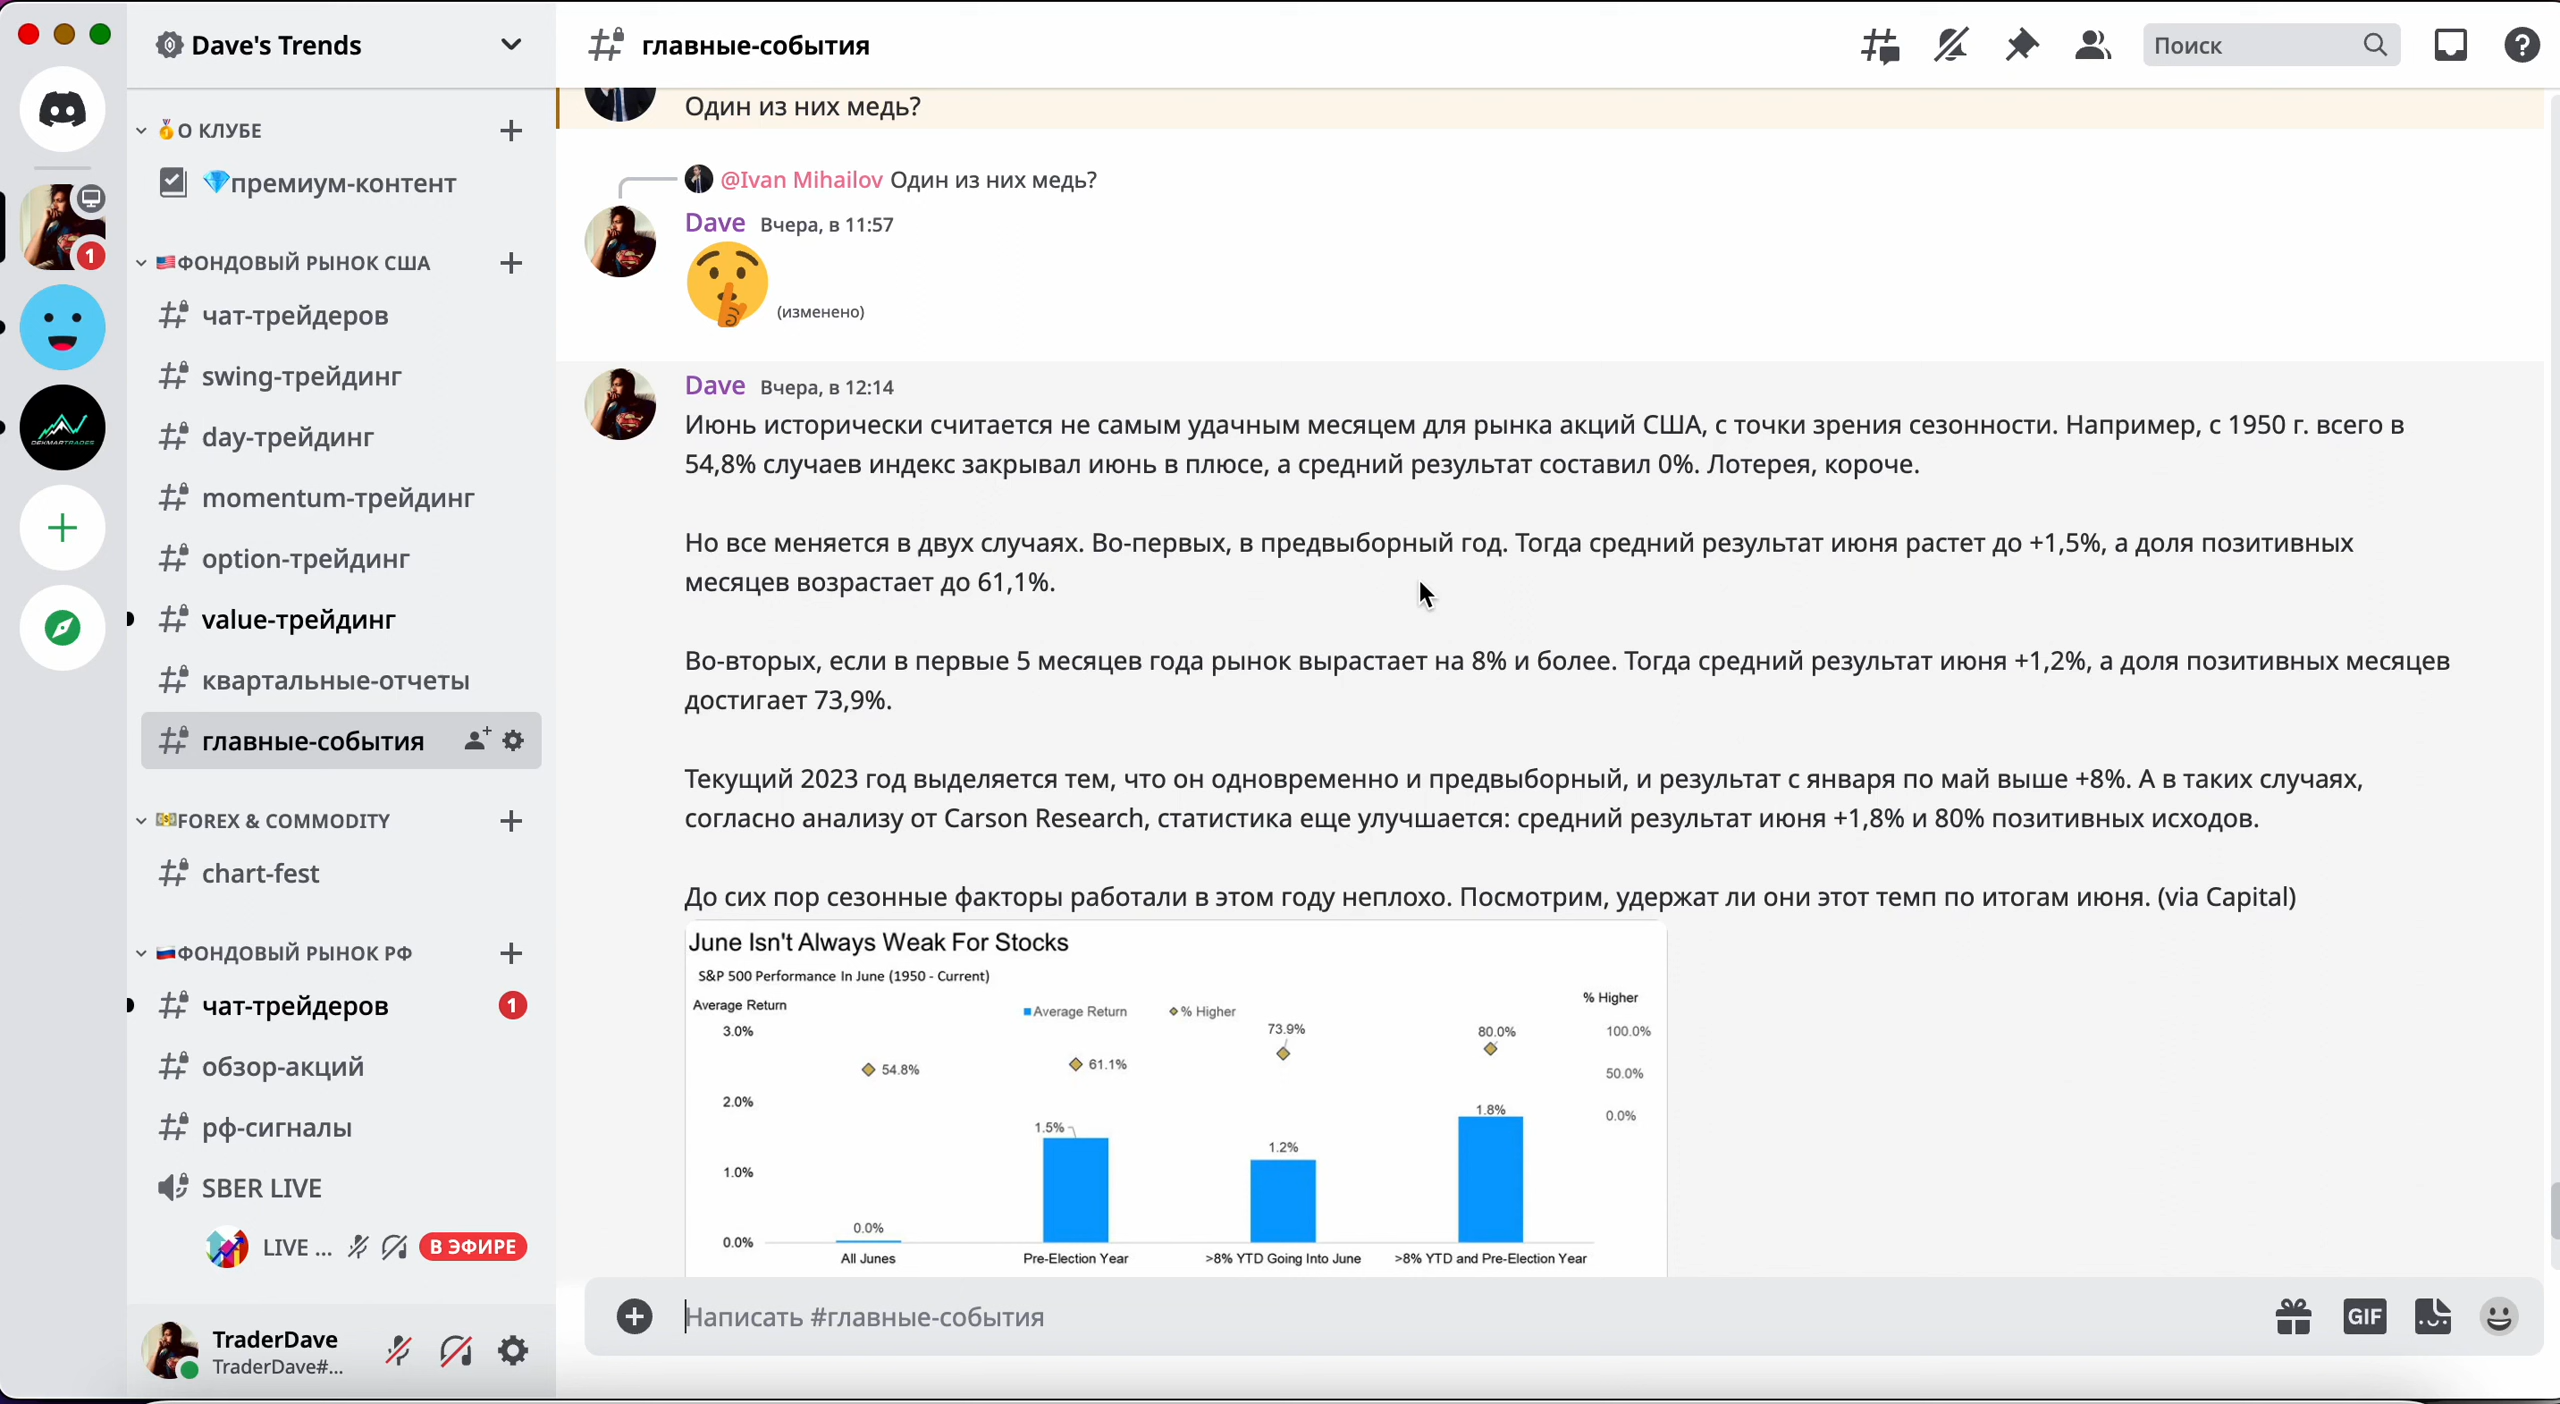 Dave's Trends
О КЛУБЕ
премиум-контент
ФОНДОВЫЙ РЫНОК США
чат-трейдеров
swing-трейдинг
day-трейдинг
momentum-трейдинг
option-трейдинг
value-трейдинг
квартальные-отчеты
главные-события
FOREX & COMMODITY
chart-fest
ФОНДОВЫЙ РЫНОК РФ
чат-трейдеров 1
обзор-акций
рф-сигналы
SBER LIVE
LIVE ... В ЭФИРЕ
TraderDave
TraderDave#...
1
DEKMARTRADES
главные-события
Поиск
Один из них медь?
@Ivan Mihailov Один из них медь?
Dave Вчера, в 11:57
(изменено)
Dave Вчера, в 12:14
Июнь исторически считается не самым удачным месяцем для рынка акций США, с точки зрения сезонности. Например, с 1950 г. всего в
54,8% случаев индекс закрывал июнь в плюсе, а средний результат составил 0%. Лотерея, короче.
Но все меняется в двух случаях. Во-первых, в предвыборный год. Тогда средний результат июня растет до +1,5%, а доля позитивных
месяцев возрастает до 61,1%.
Во-вторых, если в первые 5 месяцев года рынок вырастает на 8% и более. Тогда средний результат июня +1,2%, а доля позитивных месяцев
достигает 73,9%.
Текущий 2023 год выделяется тем, что он одновременно и предвыборный, и результат с января по май выше +8%. А в таких случаях,
согласно анализу от Carson Research, статистика еще улучшается: средний результат июня +1,8% и 80% позитивных исходов.
До сих пор сезонные факторы работали в этом году неплохо. Посмотрим, удержат ли они этот темп по итогам июня. (via Capital)
June Isn't Always Weak For Stocks
S&P 500 Performance In June (1950 - Current)
Average Return
% Higher
Average Return % Higher
3.0% 73.9% 80.0% 100.0%
54.8% 61.1% 50.0%
2.0% 1.8% 0.0%
1.5% 1.2%
1.0%
0.0%
0.0%
All Junes Pre-Election Year >8% YTD Going Into June >8% YTD and Pre-Election Year
Написать #главные-события
GIF